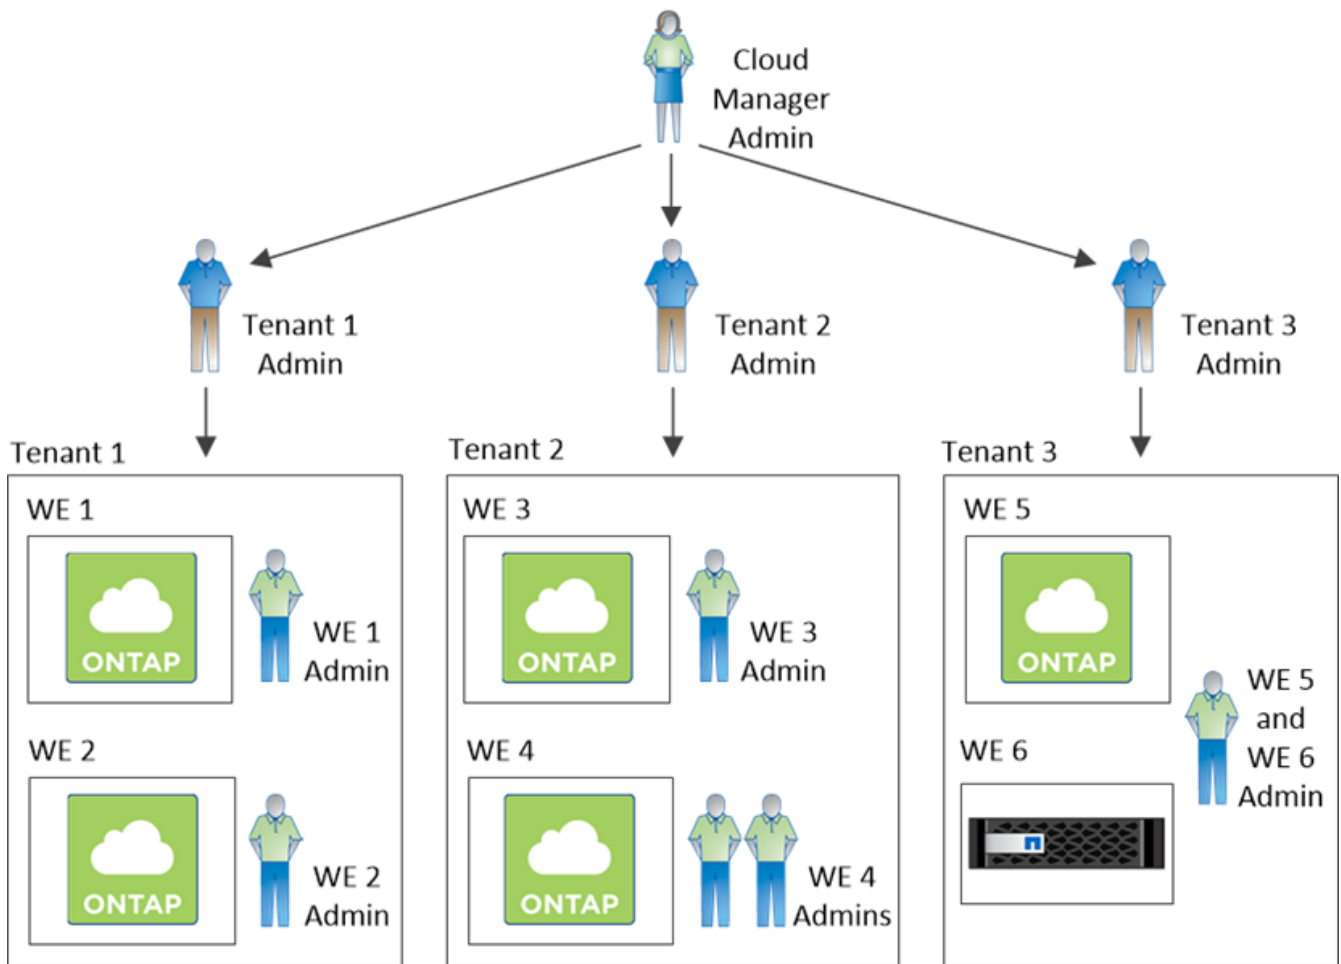 Cloud
Manager
Admin
Tenant 1
Admin
Tenant 2
Admin
Tenant 3
Admin
Tenant 1
WE 1
ONTAP
WE 1
Admin
WE 2
ONTAP
WE 2
Admin
Tenant 2
WE 3
ONTAP
WE 3
Admin
WE 4
ONTAP
WE 4
Admins
Tenant 3
WE 5
ONTAP
WE 5
and
WE 6
Admin
WE 6